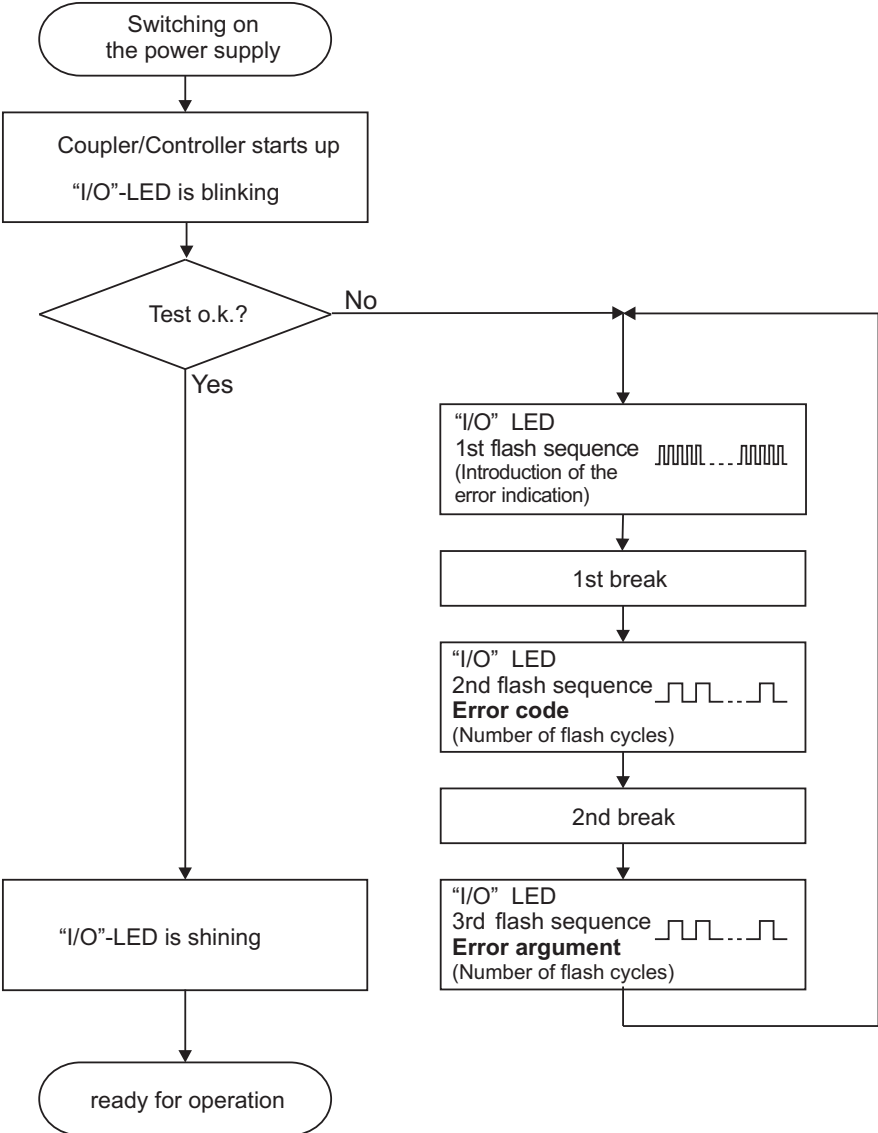 Switching on
the power supply
Coupler/Controller starts up
“I/O”-LED is blinking
Test o.k.?
No
Yes
“I/O” LED
1st flash sequence
(Introduction of the
error indication)
1st break
“I/O” LED
2nd flash sequence
Error code
(Number of flash cycles)
2nd break
“I/O” LED
3rd flash sequence
Error argument
(Number of flash cycles)
“I/O”-LED is shining
ready for operation